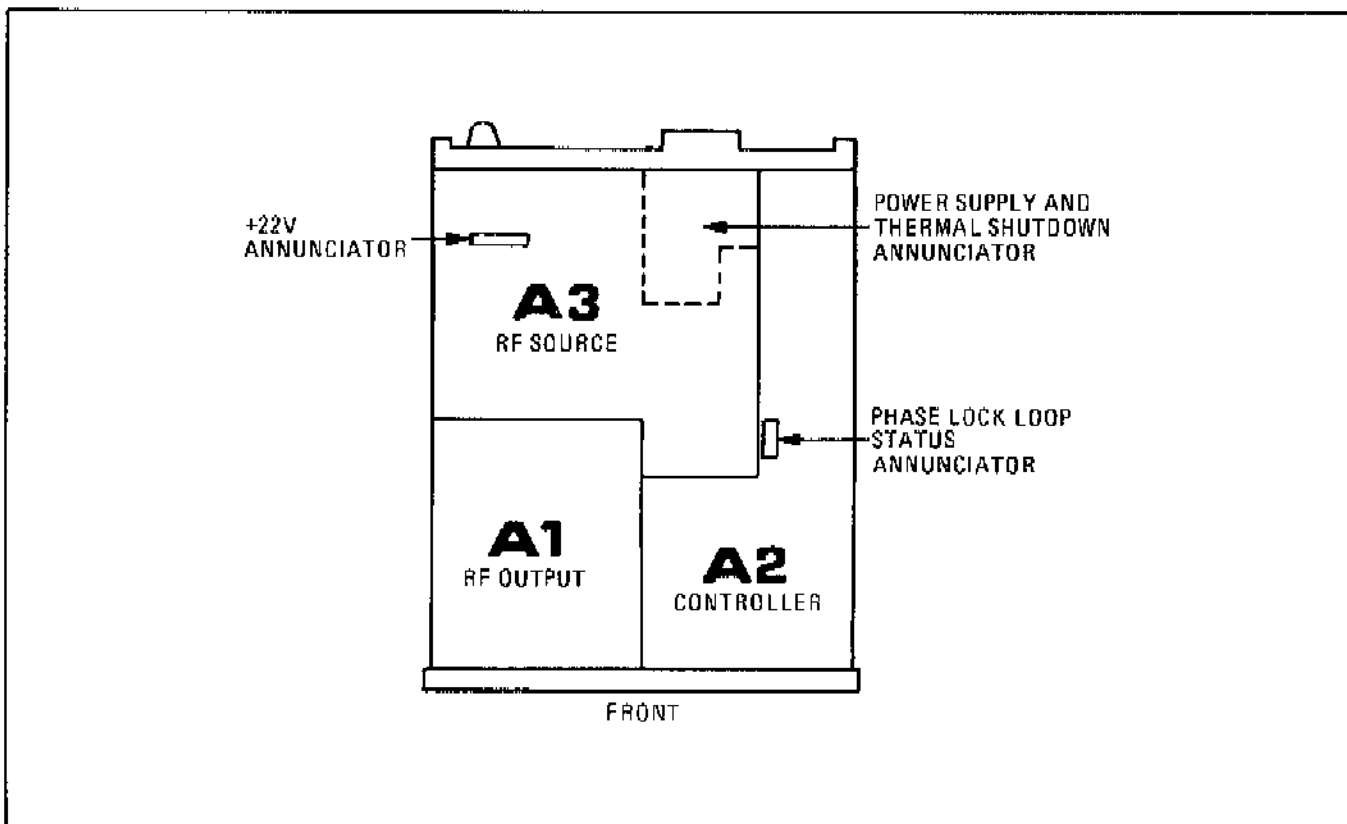 +22V
ANNUNCIATOR
POWER SUPPLY AND
THERMAL SHUTDOWN
ANNUNCIATOR
A3
RF SOURCE
PHASE LOCK LOOP
STATUS
ANNUNCIATOR
A1
RF OUTPUT
A2
CONTROLLER
FRONT